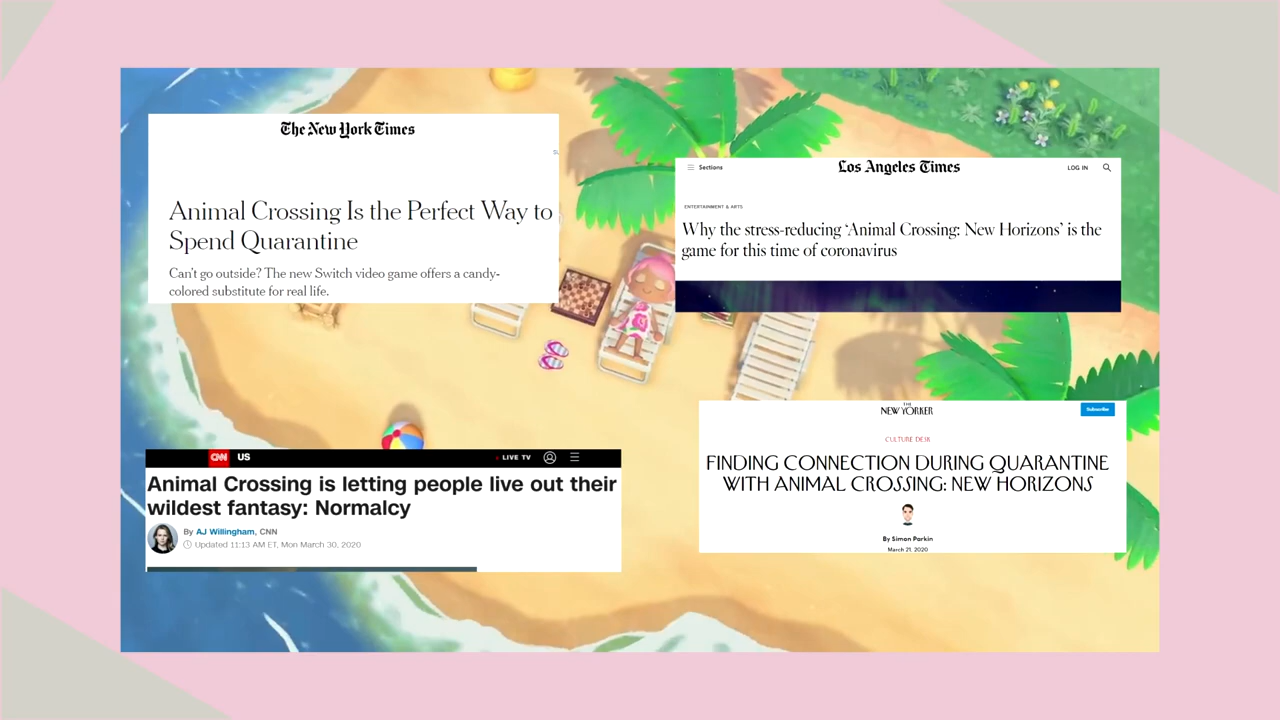 The New York Times
Animal Crossing Is the Perfect Way to
Spend Quarantine
Can't go outside? The new Switch video game offers a candy-
colored substitute for real life.
Sections
Los Angeles Times
LOG IN
ENTERTAINMENT & ARTS
Why the stress-reducing ‘Animal Crossing: New Horizons’ is the
game for this time of coronavirus
CNN US
LIVE TV
Animal Crossing is letting people live out their
wildest fantasy: Normalcy
By AJ Willingham, CNN
Updated 11:13 AM ET, Mon March 30, 2020
THE
NEW YORKER
Subscribe
CULTURE DESK
FINDING CONNECTION DURING QUARANTINE
WITH ANIMAL CROSSING: NEW HORIZONS
By Simon Parkin
March 21, 2020